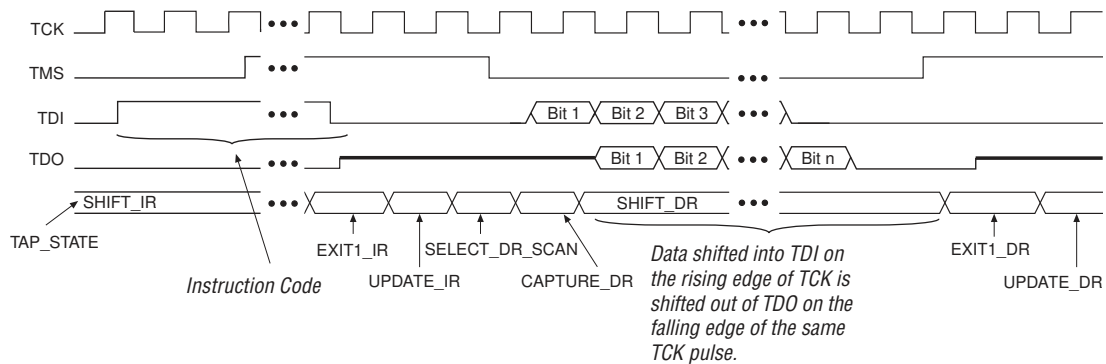 TCK
TMS
TDI Bit 1 Bit 2 Bit 3
TDO Bit 1 Bit 2 Bit n
SHIFT_IR SHIFT_DR
TAP_STATE
EXIT1_IR SELECT_DR_SCAN EXIT1_DR
UPDATE_IR CAPTURE_DR UPDATE_DR
Instruction Code
Data shifted into TDI on
the rising edge of TCK is
shifted out of TDO on the
falling edge of the same
TCK pulse.